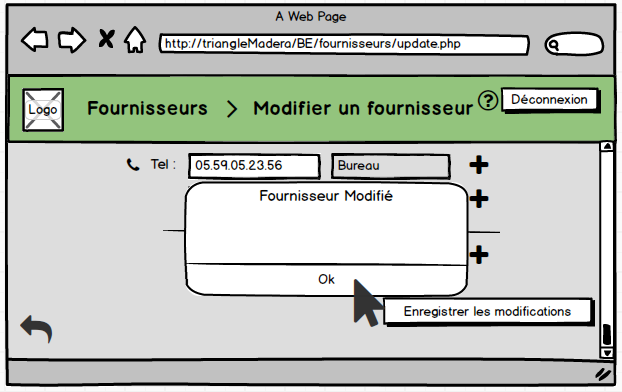 A Web Page
http://triangleMadera/BE/fournisseurs/update.php
Logo
Fournisseurs > Modifier un fournisseur
?
Déconnexion
Tel :
05.59.05.23.56
Bureau
Fournisseur Modifié
Ok
Enregistrer les modifications